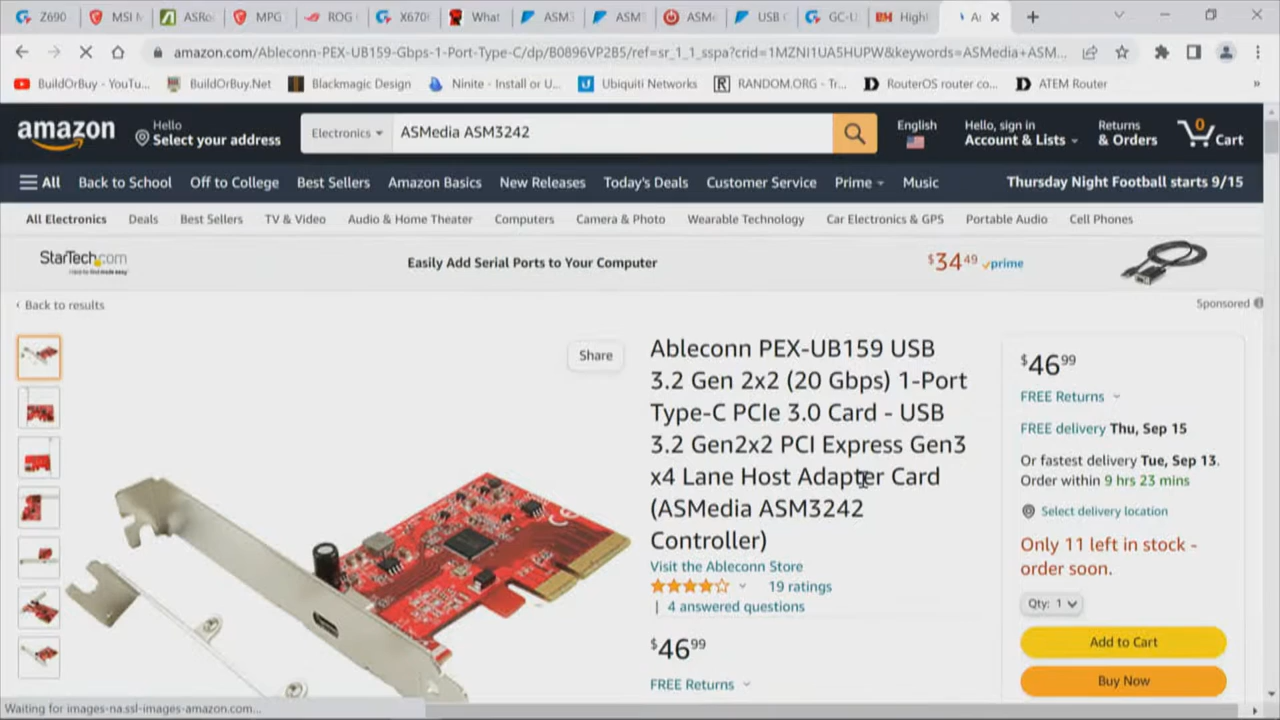 Z690
MSI M
ASRo
MPG
ROG
X670
What
ASM
ASM
ASMe
USB
GC-U
High
A
amazon.com/Ableconn-PEX-UB159-Gbps-1-Port-Type-C/dp/B0896VP2B5/ref=sr_1_1_sspa?crid=1MZNI1UA5HUPW&keywords=ASMedia+ASM...
BuildOrBuy - YouTu...
BuildOrBuy.Net
Blackmagic Design
Ninite - Install or U...
Ubiquiti Networks
RANDOM.ORG - Tr...
RouterOS router co...
ATEM Router
»
amazon
Hello
Select your address
Electronics
ASMedia ASM3242
English
Hello, sign in
Account & Lists
Returns
& Orders
0
Cart
All
Back to School
Off to College
Best Sellers
Amazon Basics
New Releases
Today's Deals
Customer Service
Prime
Music
Thursday Night Football starts 9/15
All Electronics
Deals
Best Sellers
TV & Video
Audio & Home Theater
Computers
Camera & Photo
Wearable Technology
Car Electronics & GPS
Portable Audio
Cell Phones
StarTech.com
Easily Add Serial Ports to Your Computer
$34.49 prime
‹ Back to results
Sponsored
Share
Ableconn PEX-UB159 USB
3.2 Gen 2x2 (20 Gbps) 1-Port
Type-C PCIe 3.0 Card - USB
3.2 Gen2x2 PCI Express Gen3
x4 Lane Host Adapter Card
(ASMedia ASM3242
Controller)
Visit the Ableconn Store
19 ratings
| 4 answered questions
$46.99
FREE Returns
$46.99
FREE Returns
FREE delivery Thu, Sep 15
Or fastest delivery Tue, Sep 13.
Order within 9 hrs 23 mins
Select delivery location
Only 11 left in stock -
order soon.
Qty: 1
Add to Cart
Buy Now
Waiting for images-na.ssl-images-amazon.com...